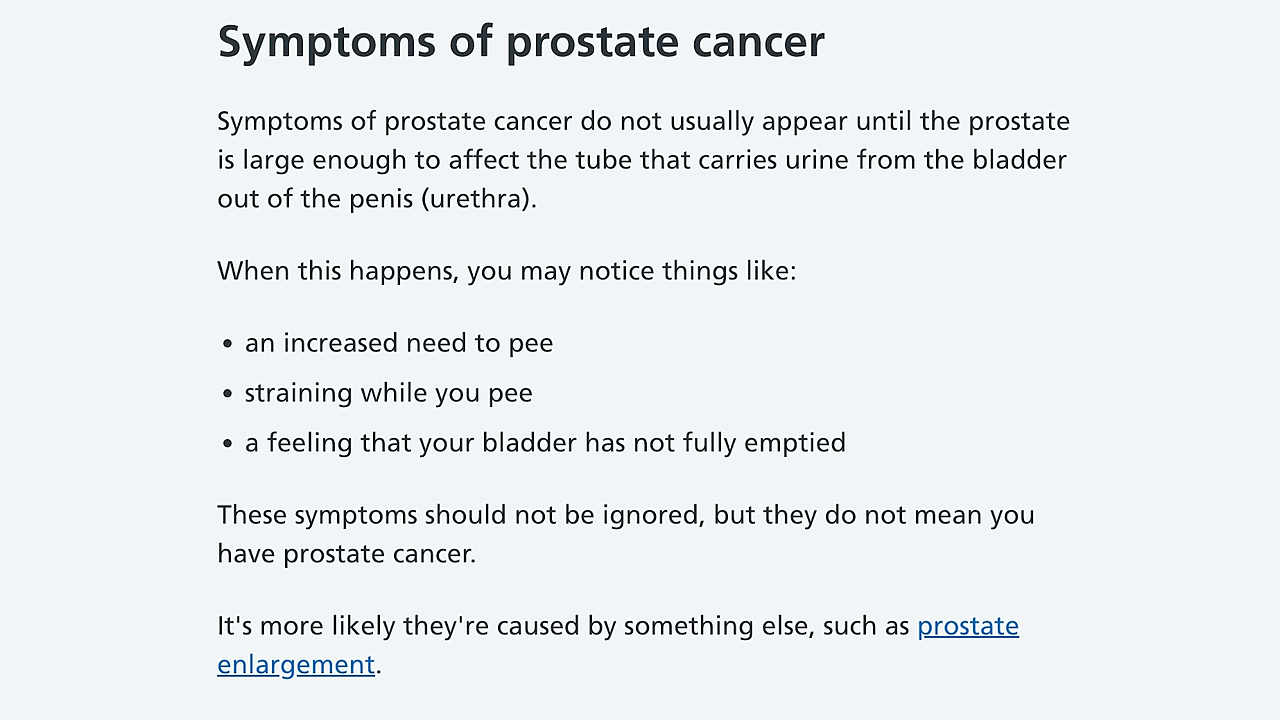 Symptoms of prostate cancer
Symptoms of prostate cancer do not usually appear until the prostate
is large enough to affect the tube that carries urine from the bladder
out of the penis (urethra).
When this happens, you may notice things like:
• an increased need to pee
• straining while you pee
• a feeling that your bladder has not fully emptied
These symptoms should not be ignored, but they do not mean you
have prostate cancer.
It's more likely they're caused by something else, such as prostate
enlargement.